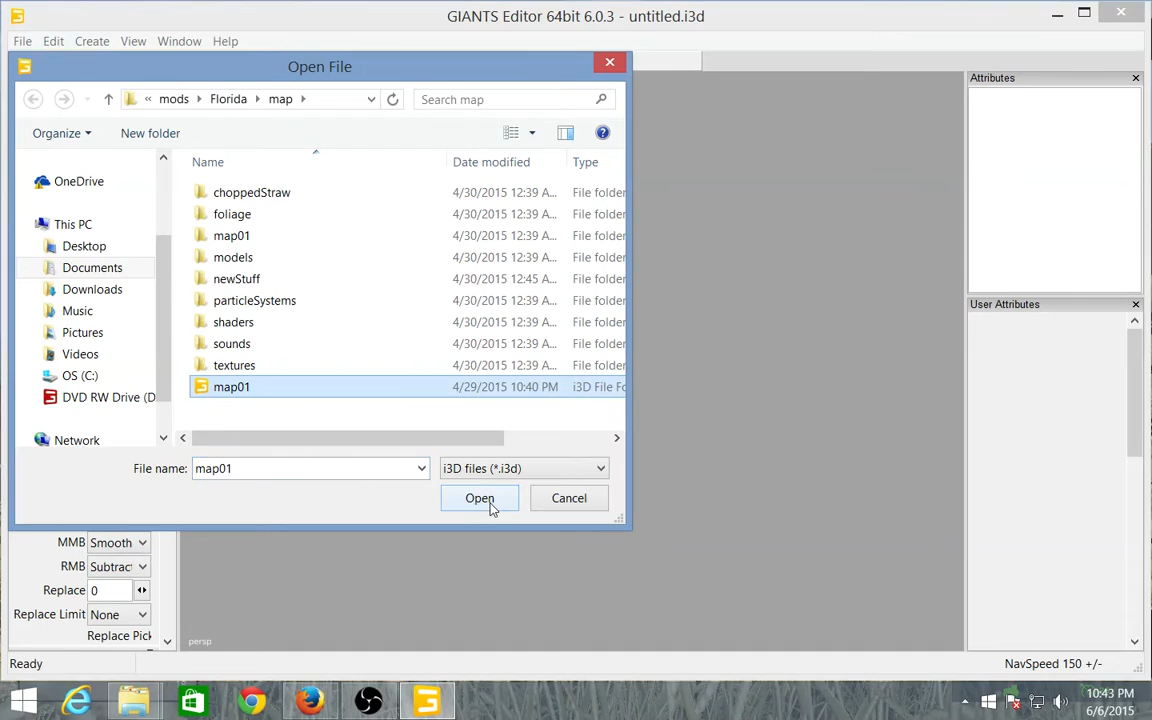 GIANTS Editor 64bit 6.0.3 - untitled.i3d
File Edit Create View Window Help
Open File
« mods Florida map
Search map
Organize New folder
Name Date modified Type
OneDrive
This PC
Desktop
Documents
Downloads
Music
Pictures
Videos
OS (C:)
DVD RW Drive (D
Network
choppedStraw 4/30/2015 12:39 A... File folder
foliage 4/30/2015 12:39 A... File folder
map01 4/30/2015 12:39 A... File folder
models 4/30/2015 12:39 A... File folder
newStuff 4/30/2015 12:45 A... File folder
particleSystems 4/30/2015 12:39 A... File folder
shaders 4/30/2015 12:39 A... File folder
sounds 4/30/2015 12:39 A... File folder
textures 4/30/2015 12:39 A... File folder
map01 4/29/2015 10:40 PM i3D File Fo
File name: map01 i3D files (*.i3d)
Open Cancel
Attributes
User Attributes
MMB Smooth
RMB Subtrac
Replace 0
Replace Limit None
Replace Pick
persp
Ready NavSpeed 150 +/-
10:43 PM
6/6/2015